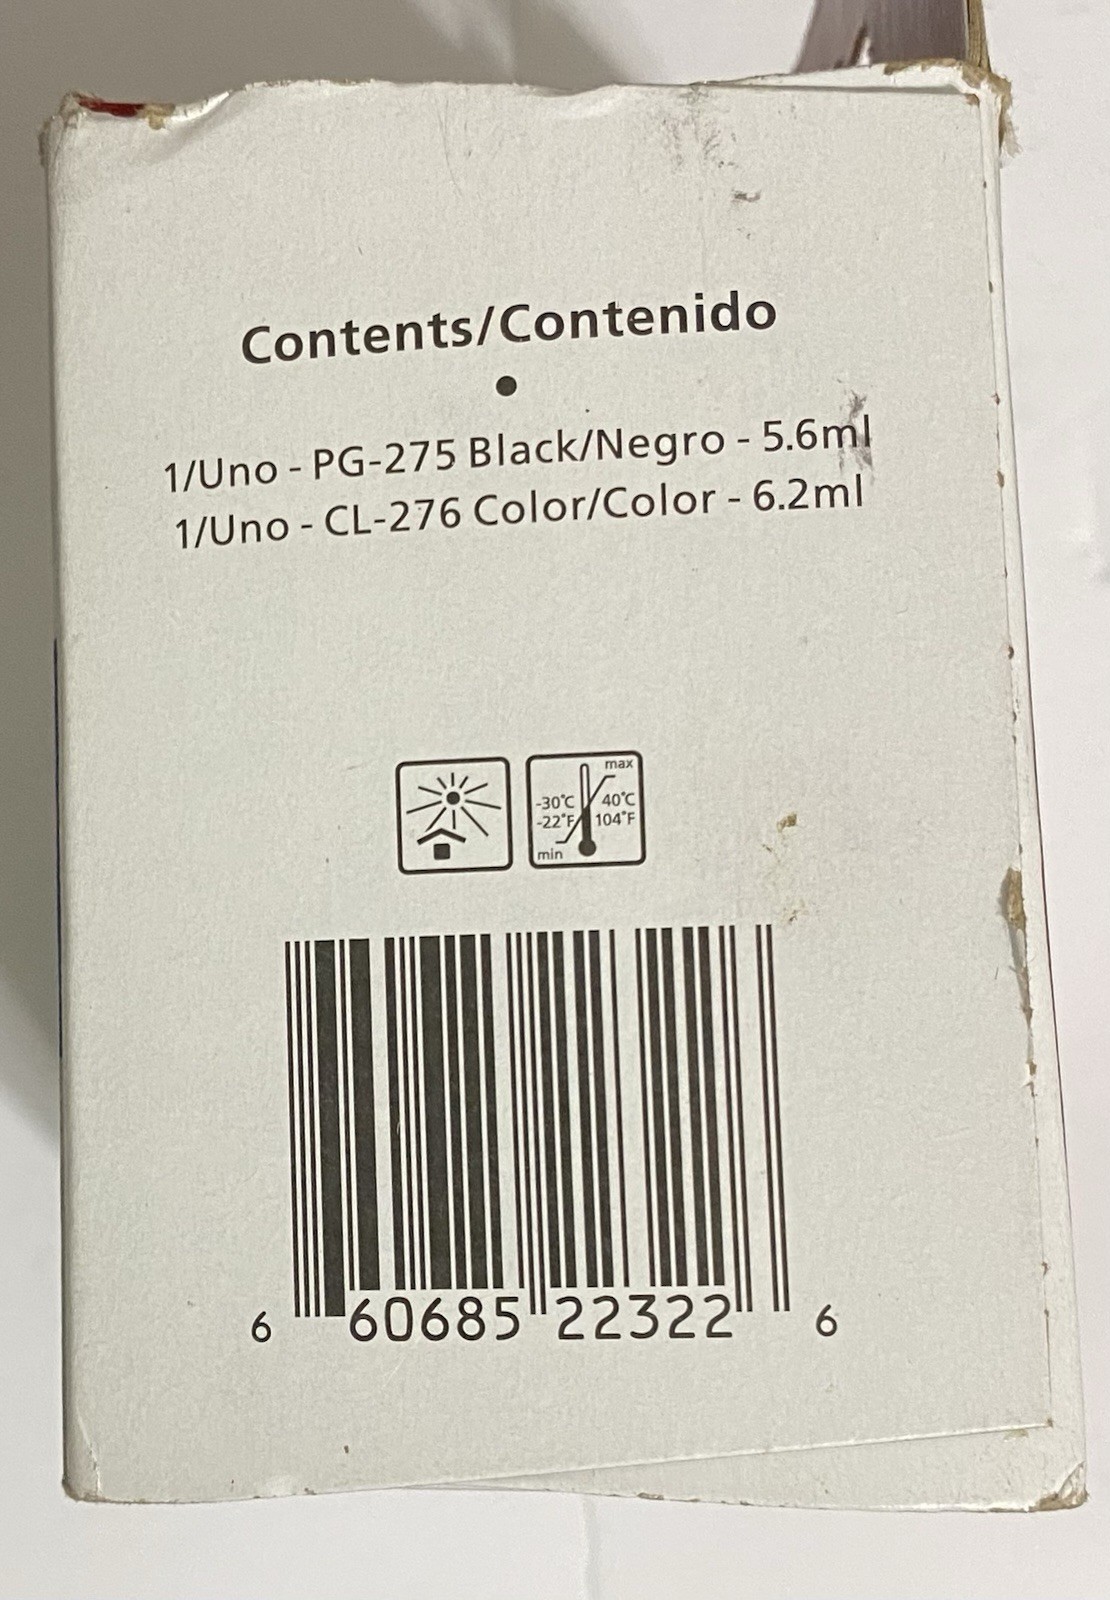 Contents/Contenido
•
1/Uno - PG-275 Black/Negro - 5.6ml
1/Uno - CL-276 Color/Color - 6.2ml
max
-30°C 40°C
-22°F 104°F
min
6 60685 22322 6